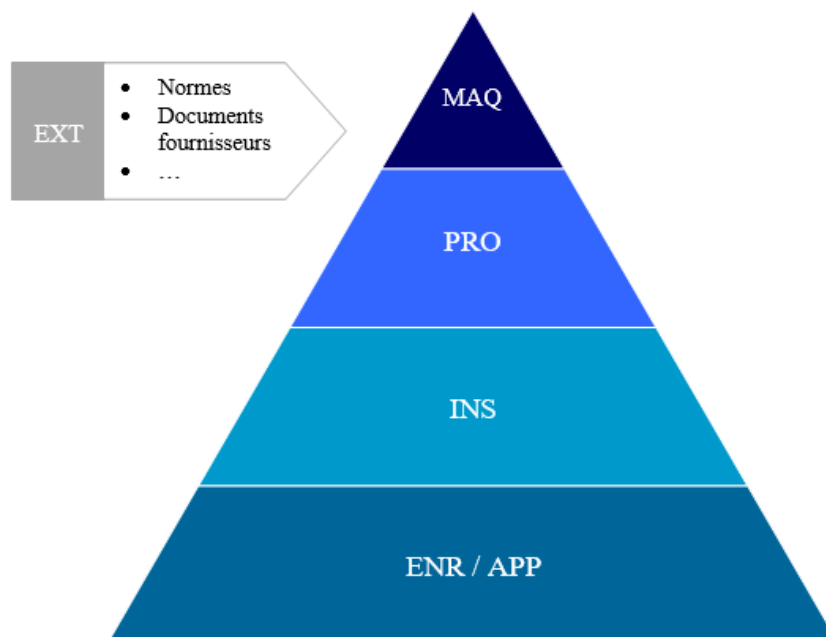 EXT
• Normes
• Documents
fournisseurs
• …
MAQ
PRO
INS
ENR / APP